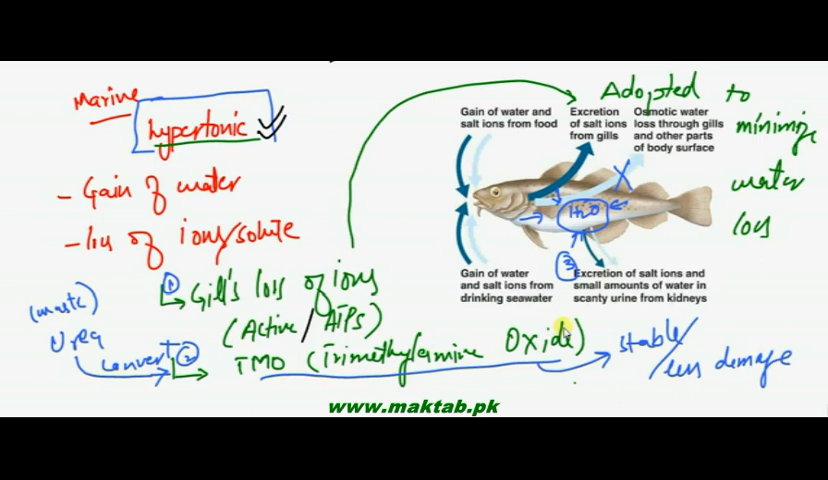 Marine
hypertonic
- Gain of water
- loss of ions/solute
1
Gill's loss of ions
(Active / ATPs)
(waste)
Urea
Convert
2
TMO (Trimethylamine Oxide)
stable/
less damage
Adopted to
minimize
water
loss
Gain of water and
salt ions from food
Excretion
of salt ions
from gills
Osmotic water
loss through gills
and other parts
of body surface
H2O
3
Gain of water
and salt ions from
drinking seawater
Excretion of salt ions and
small amounts of water in
scanty urine from kidneys
www.maktab.pk